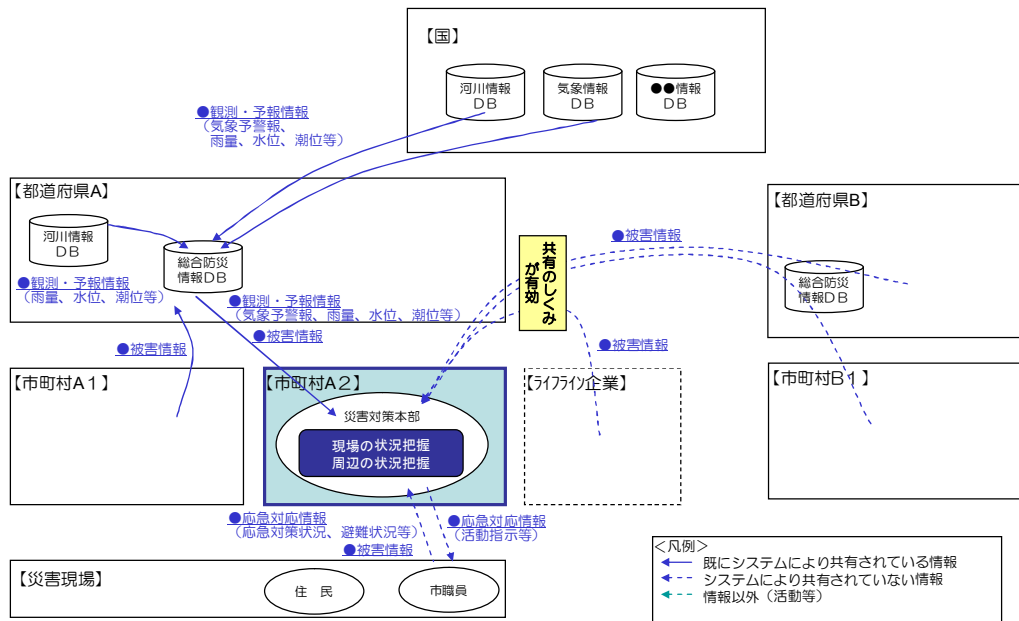 【国】
河川情報
ＤＢ
気象情報
ＤＢ
●●情報
ＤＢ
●観測・予報情報
（気象予警報、
雨量、水位、潮位等）
【都道府県A】
河川情報
ＤＢ
総合防災
情報ＤＢ
●観測・予報情報
（雨量、水位、潮位等）
●観測・予報情報
（気象予警報、雨量、水位、潮位等）
●被害情報
●被害情報
共有のしくみ
が有効
●被害情報
●被害情報
【都道府県B】
総合防災
情報ＤＢ
【市町村A１】
【市町村A２】
災害対策本部
現場の状況把握
周辺の状況把握
【ﾗｲﾌﾗｲﾝ企業】
【市町村B１】
●応急対応情報
（応急対策状況、避難状況等）
●被害情報
●応急対応情報
（活動指示等）
【災害現場】
住　民
市職員
＜凡例＞
既にシステムにより共有されている情報
システムにより共有されていない情報
情報以外（活動等）